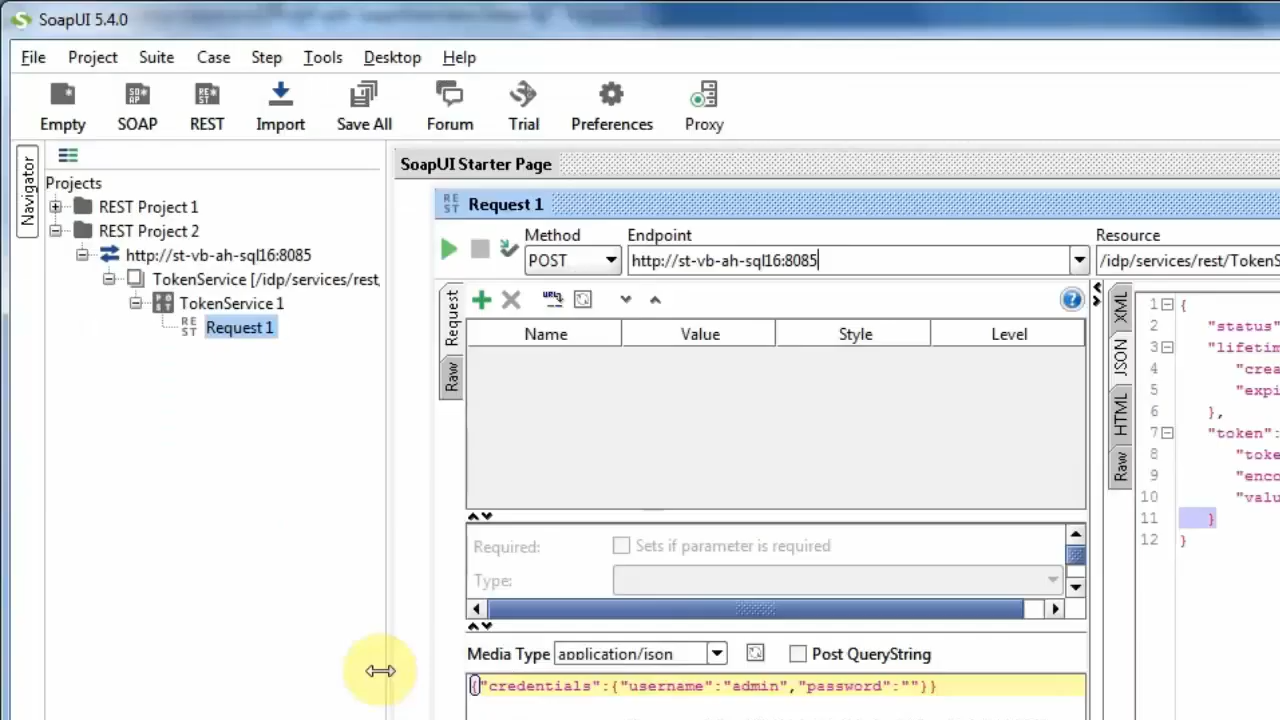 SoapUI 5.4.0
File Project Suite Case Step Tools Desktop Help
Empty SOAP REST Import Save All Forum Trial Preferences Proxy
Navigator
Projects
REST Project 1
REST Project 2
http://st-vb-ah-sql16:8085
TokenService [/idp/services/rest,
TokenService 1
REST Request 1
SoapUI Starter Page
REST Request 1
Method Endpoint Resource
POST http://st-vb-ah-sql16:8085 /idp/services/rest/TokenS
Request
Raw
Name Value Style Level
Required: Sets if parameter is required
Type:
Media Type application/json Post QueryString
{"credentials":{"username":"admin","password":""}}
XML
JSON
HTML
Raw
1 {
2 "status"
3 "lifetim
4 "crea
5 "expi
6 },
7 "token":
8 "toke
9 "enco
10 "valu
11 }
12 }